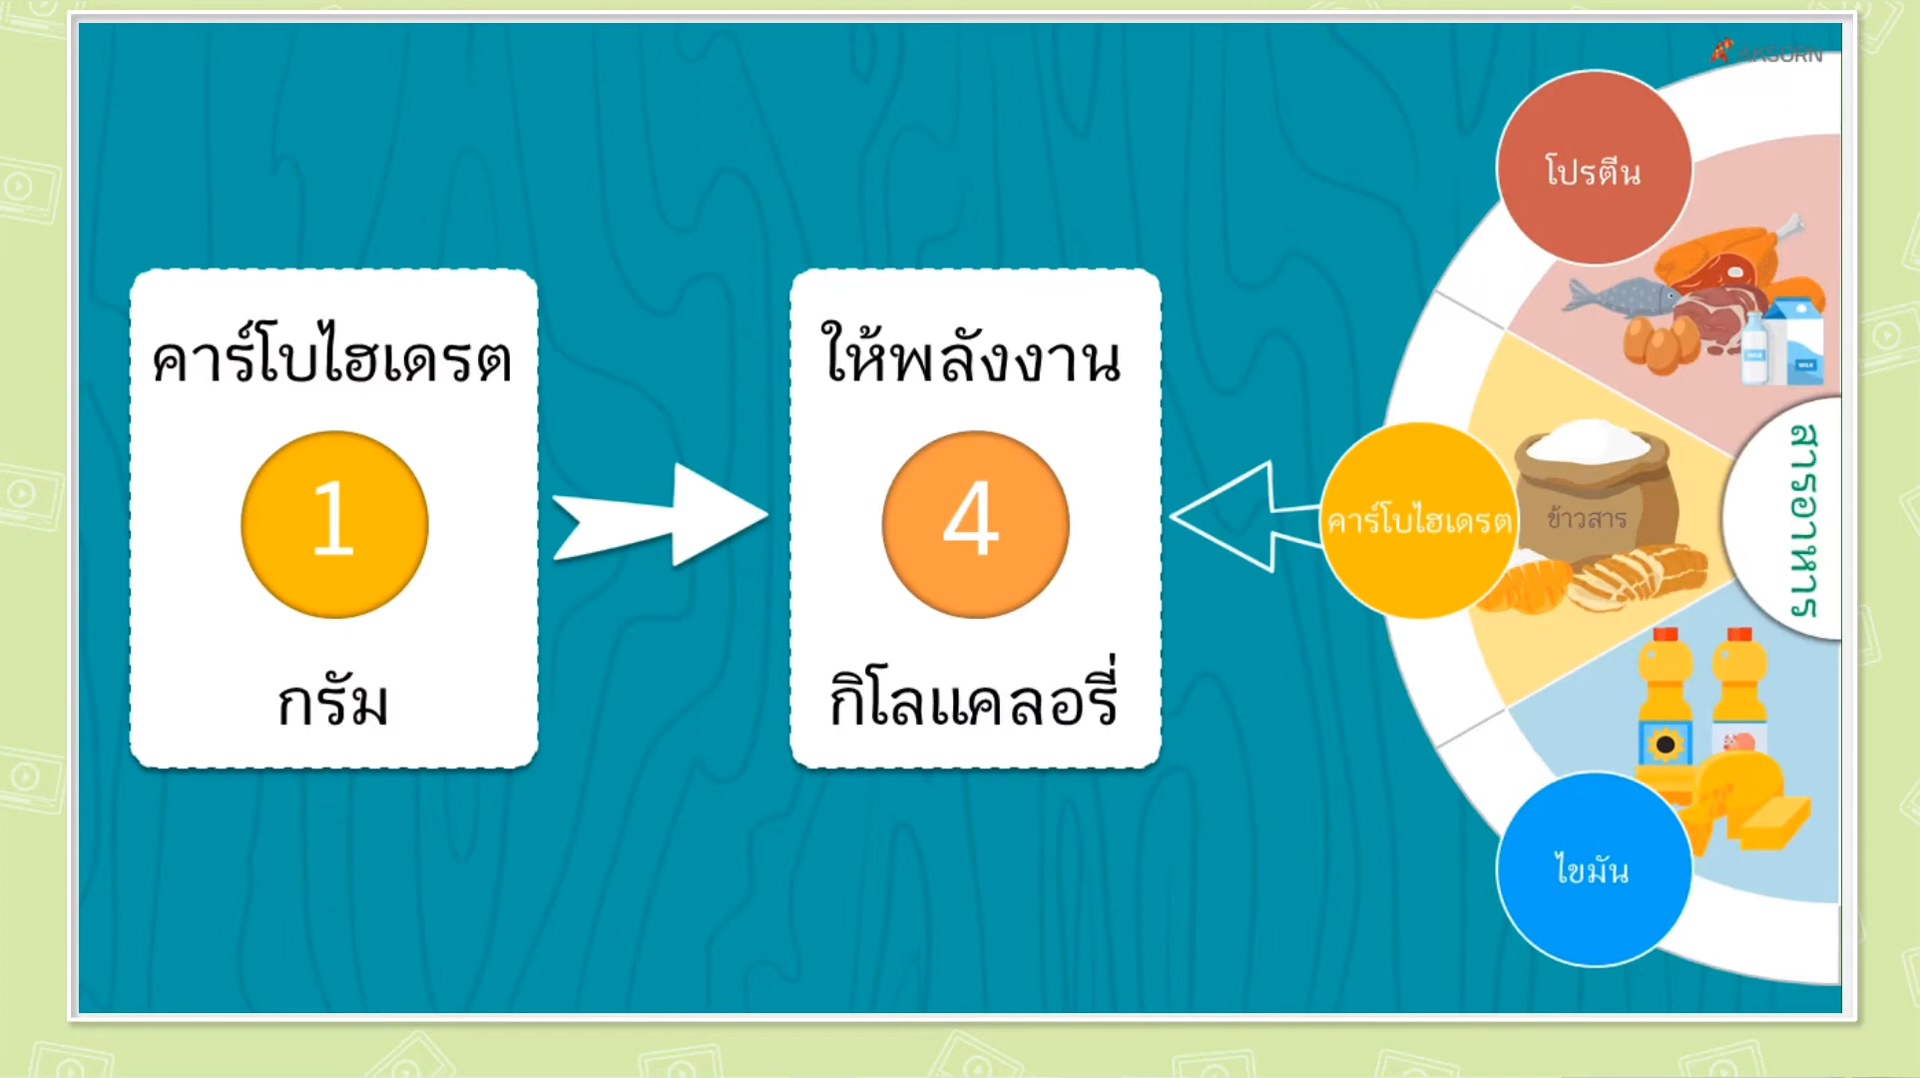 AKSORN
คาร์โบไฮเดรต
1
กรัม
ให้พลังงาน
4
กิโลแคลอรี่
โปรตีน
คาร์โบไฮเดรต
ข้าวสาร
MILK
MILK
สารอาหาร
ไขมัน